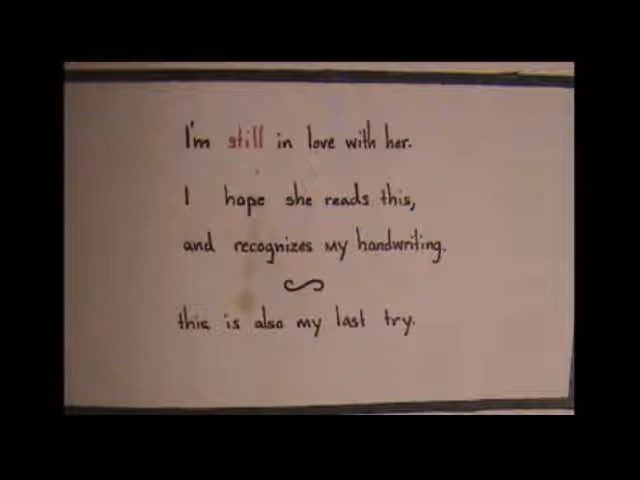 I'm still in love with her.
I hope she reads this,
and recognizes my handwriting.
this is also my last try.